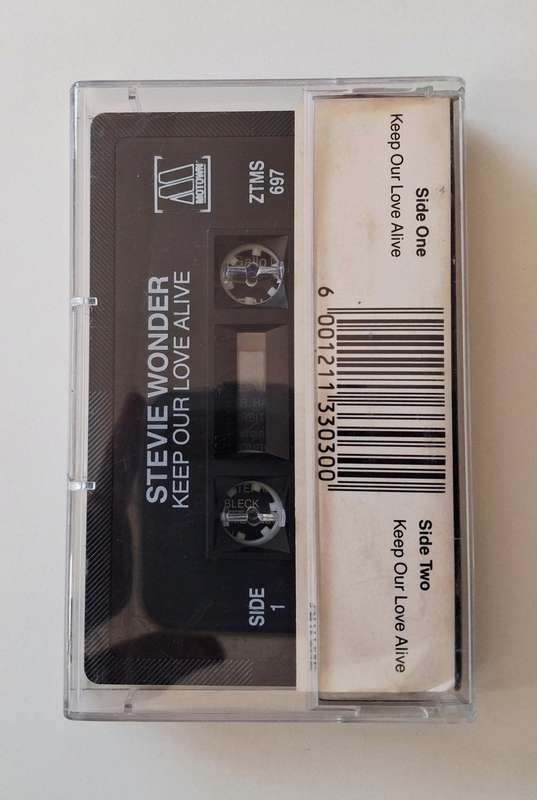 MOTOWN
ZTMS
697
STEVIE WONDER
KEEP OUR LOVE ALIVE
SIDE
1
BLECK
Side One
Keep Our Love Alive
6 001211 330300
Side Two
Keep Our Love Alive